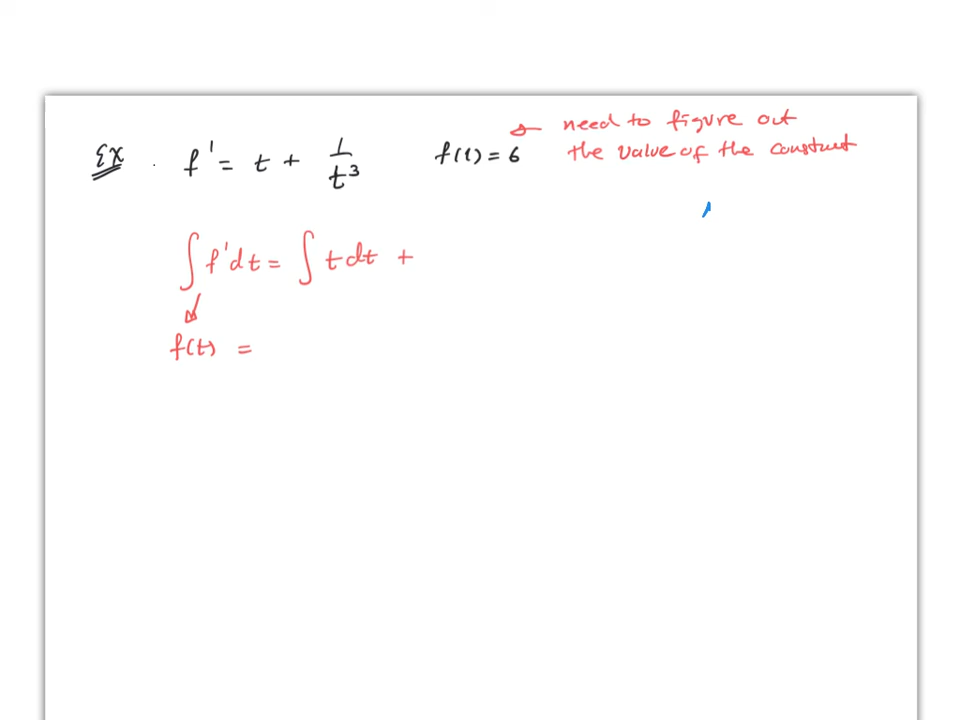 Ex . f' = t + 1/t³ f(1) = 6 ← need to figure out
the value of the constant
∫ f'dt = ∫ t dt +
f(t) =